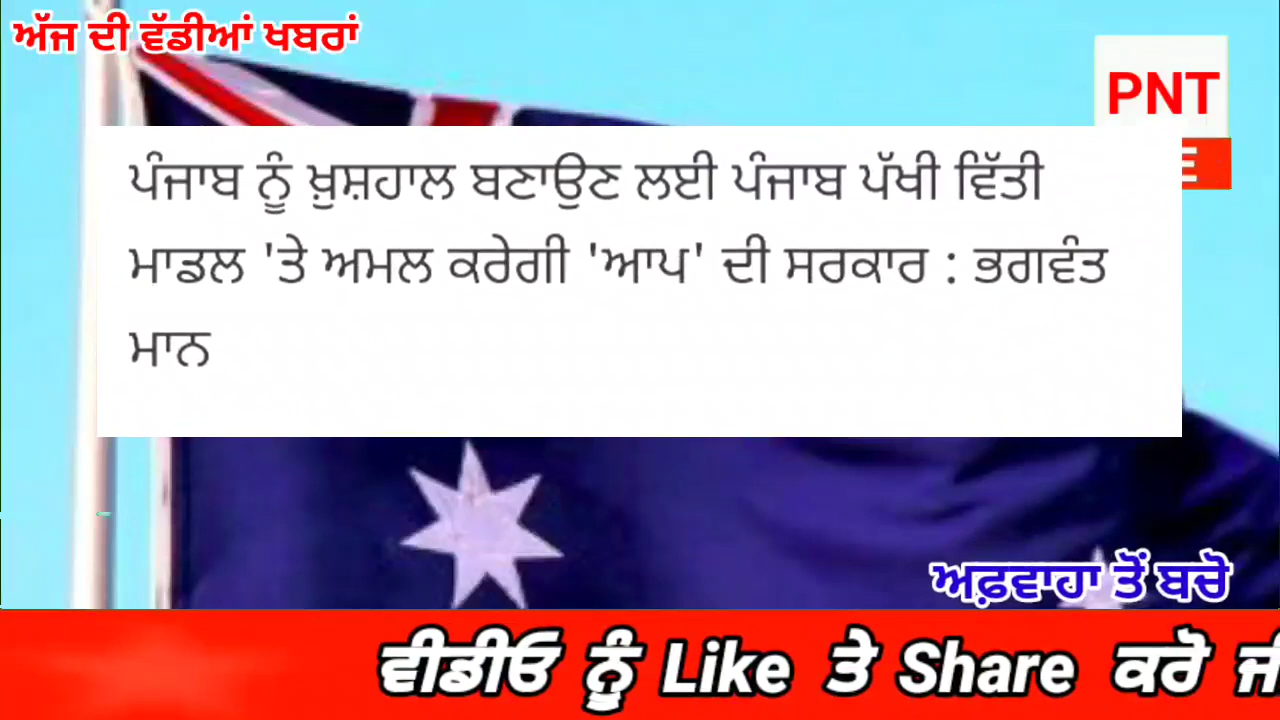 ਅੱਜ ਦੀ ਵੱਡੀਆਂ ਖਬਰਾਂ
PNT
E
ਪੰਜਾਬ ਨੂੰ ਖ਼ੁਸ਼ਹਾਲ ਬਣਾਉਣ ਲਈ ਪੰਜਾਬ ਪੱਖੀ ਵਿੱਤੀ
ਮਾਡਲ 'ਤੇ ਅਮਲ ਕਰੇਗੀ 'ਆਪ' ਦੀ ਸਰਕਾਰ : ਭਗਵੰਤ
ਮਾਨ
ਅਫ਼ਵਾਹਾ ਤੋਂ ਬਚੋ
ਵੀਡੀਓ ਨੂੰ Like ਤੇ Share ਕਰੋ